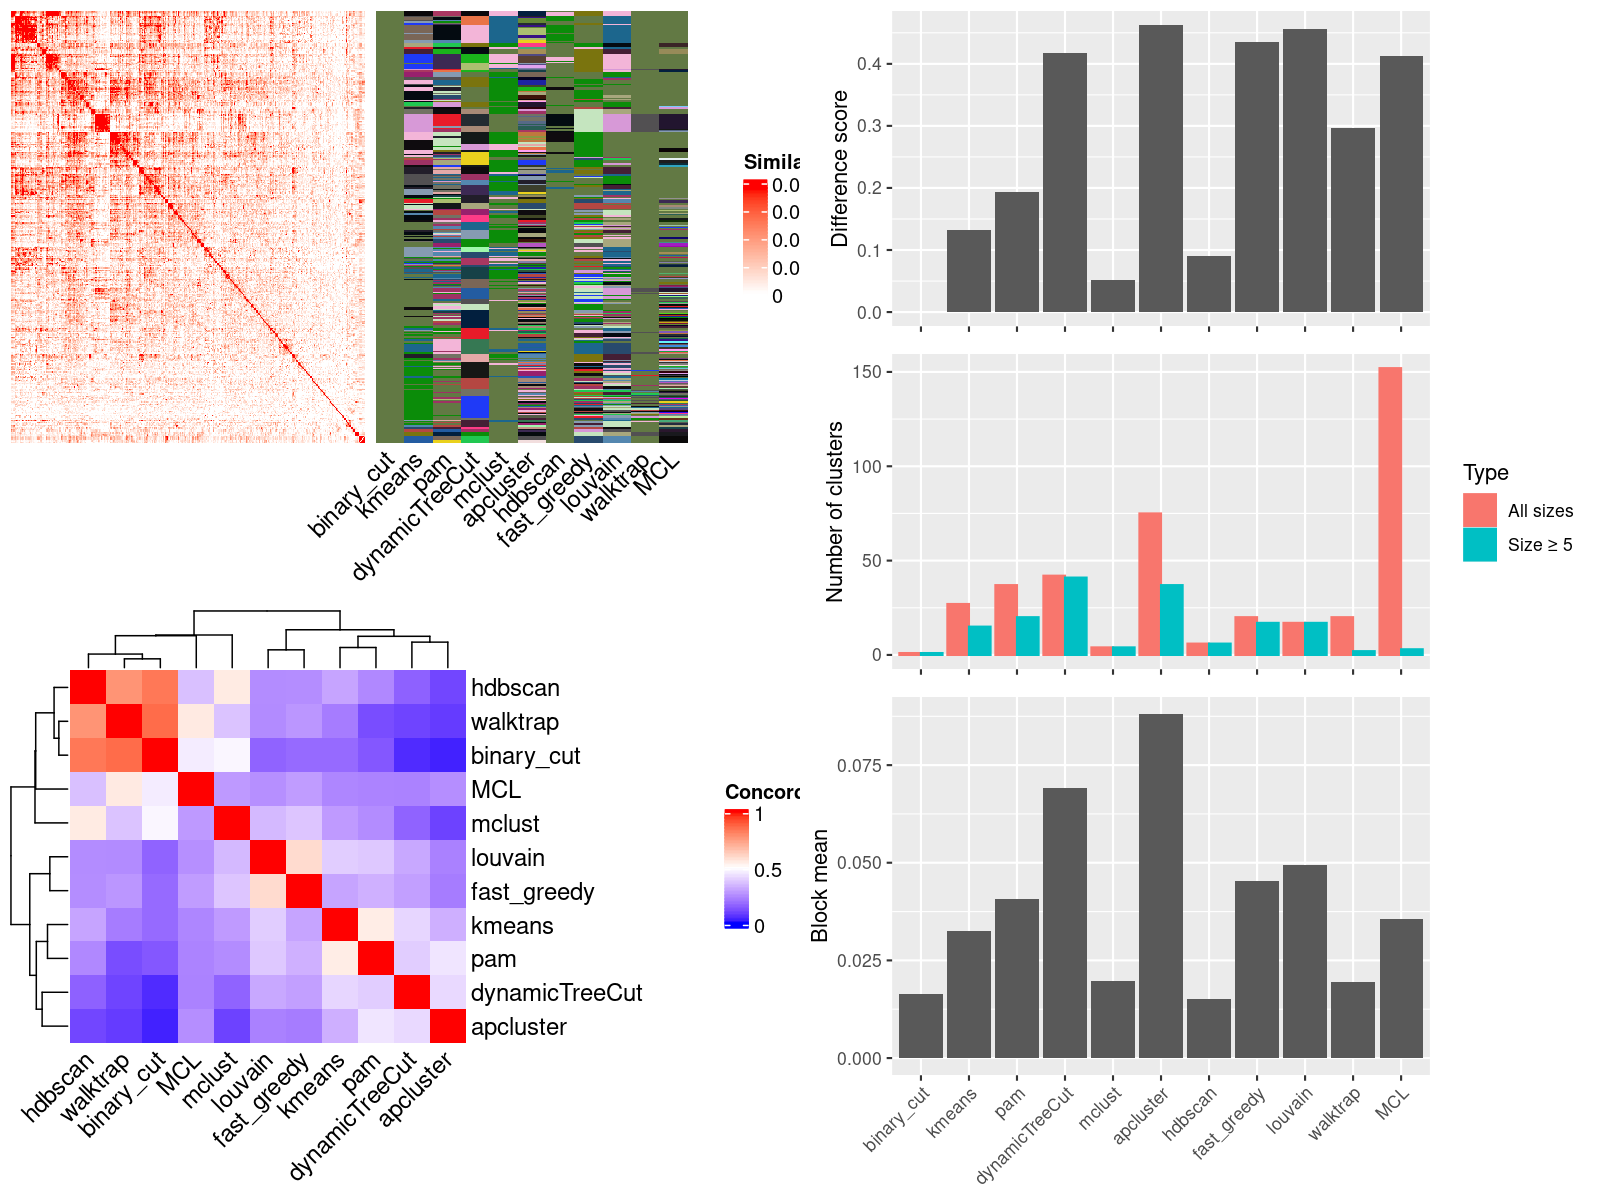 Simila
0.0
0.0
0.0
0.0
0
binary_cut
kmeans
pam
dynamicTreeCut
mclust
apcluster
hdbscan
fast_greedy
louvain
walktrap
MCL
hdbscan
walktrap
binary_cut
MCL
mclust
louvain
fast_greedy
kmeans
pam
dynamicTreeCut
apcluster
hdbscan
walktrap
binary_cut
MCL
mclust
louvain
fast_greedy
kmeans
pam
dynamicTreeCut
apcluster
Concord
1
0.5
0
Difference score
0.4
0.3
0.2
0.1
0.0
Number of clusters
150
100
50
0
Type
All sizes
Size ≥ 5
Block mean
0.075
0.050
0.025
0.000
binary_cut
kmeans
pam
dynamicTreeCut
mclust
apcluster
hdbscan
fast_greedy
louvain
walktrap
MCL